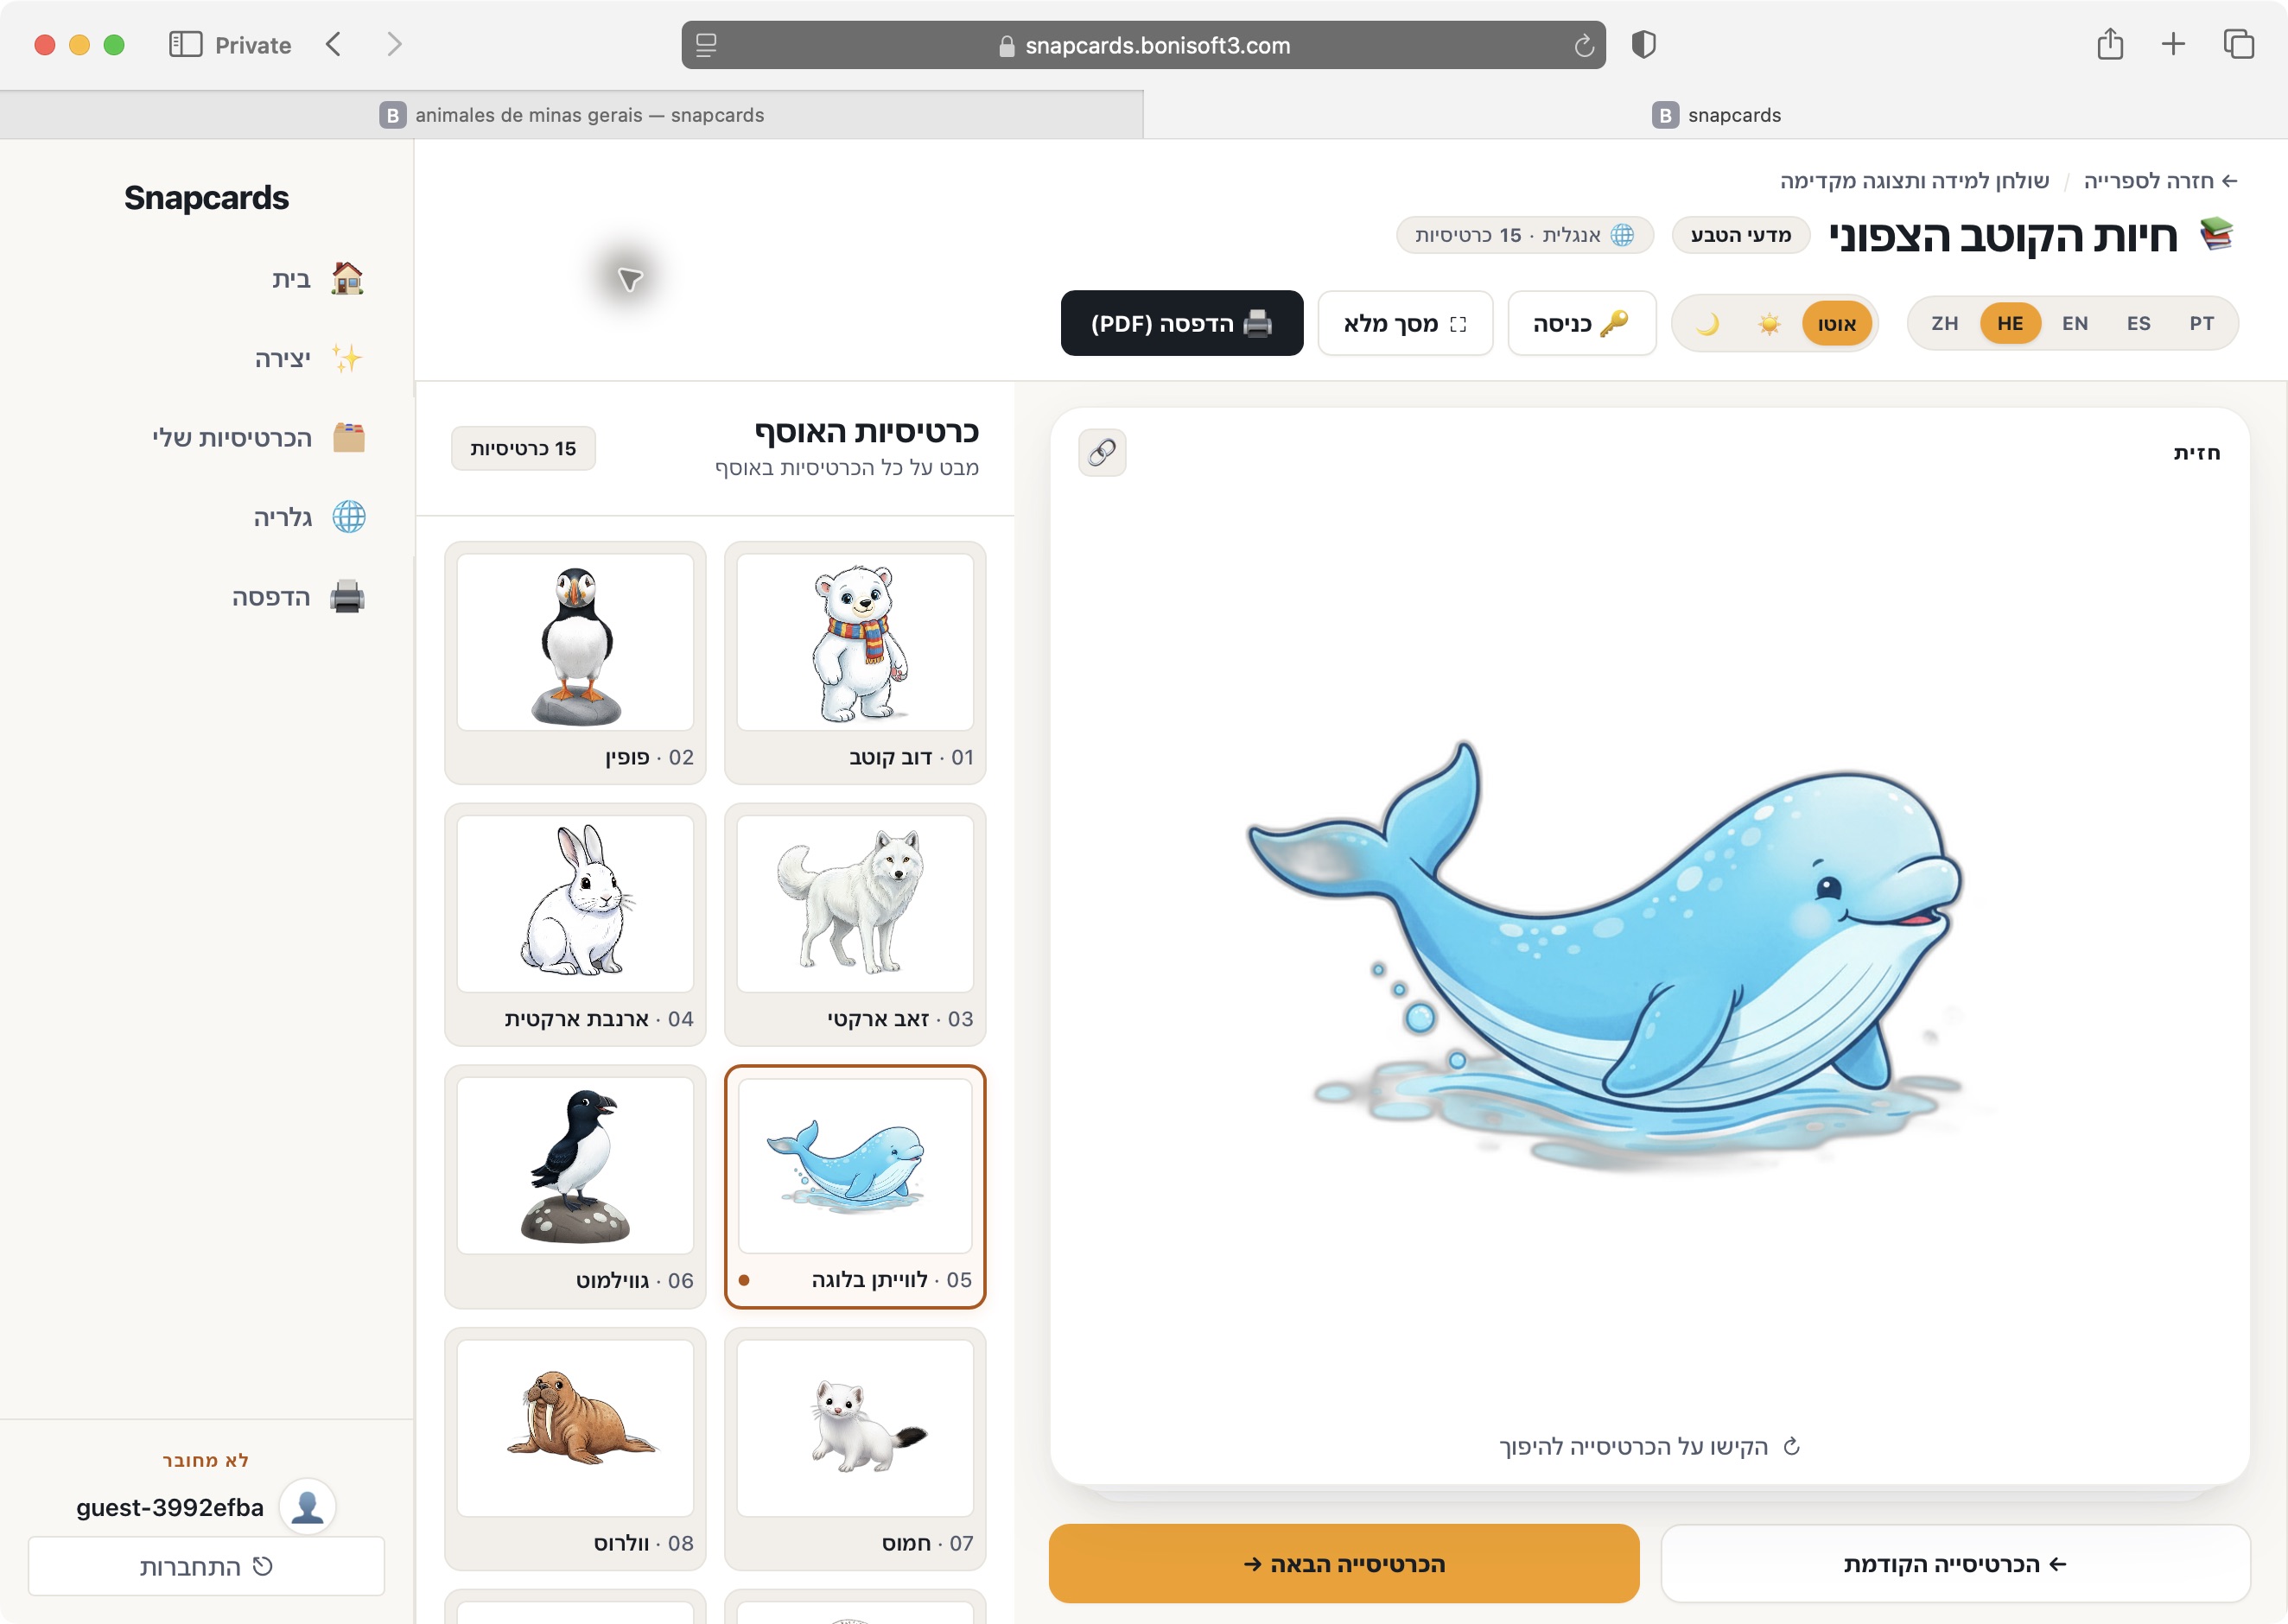 Private
snapcards.bonisoft3.com
B animales de minas gerais — snapcards
B snapcards
Snapcards
בית
יצירה
הכרטיסיות שלי
גלריה
הדפסה
לא מחובר
guest-3992efba
התחברות
← חזרה לספרייה / שולחן למידה ותצוגה מקדימה
חיות הקוטב הצפוני
מדעי הטבע
אנגלית · 15 כרטיסיות
PT ES EN HE ZH
אוטו
כניסה
מסך מלא
הדפסה (PDF)
חזית
הקישו על הכרטיסייה להיפוך
← הכרטיסייה הקודמת
הכרטיסייה הבאה →
כרטיסיות האוסף
מבט על כל הכרטיסיות באוסף
15 כרטיסיות
01 · דוב קוטב
02 · פופין
03 · זאב ארקטי
04 · ארנבת ארקטית
05 · לווייתן בלוגה
06 · גווילמוט
07 · חמוס
08 · וולרוס